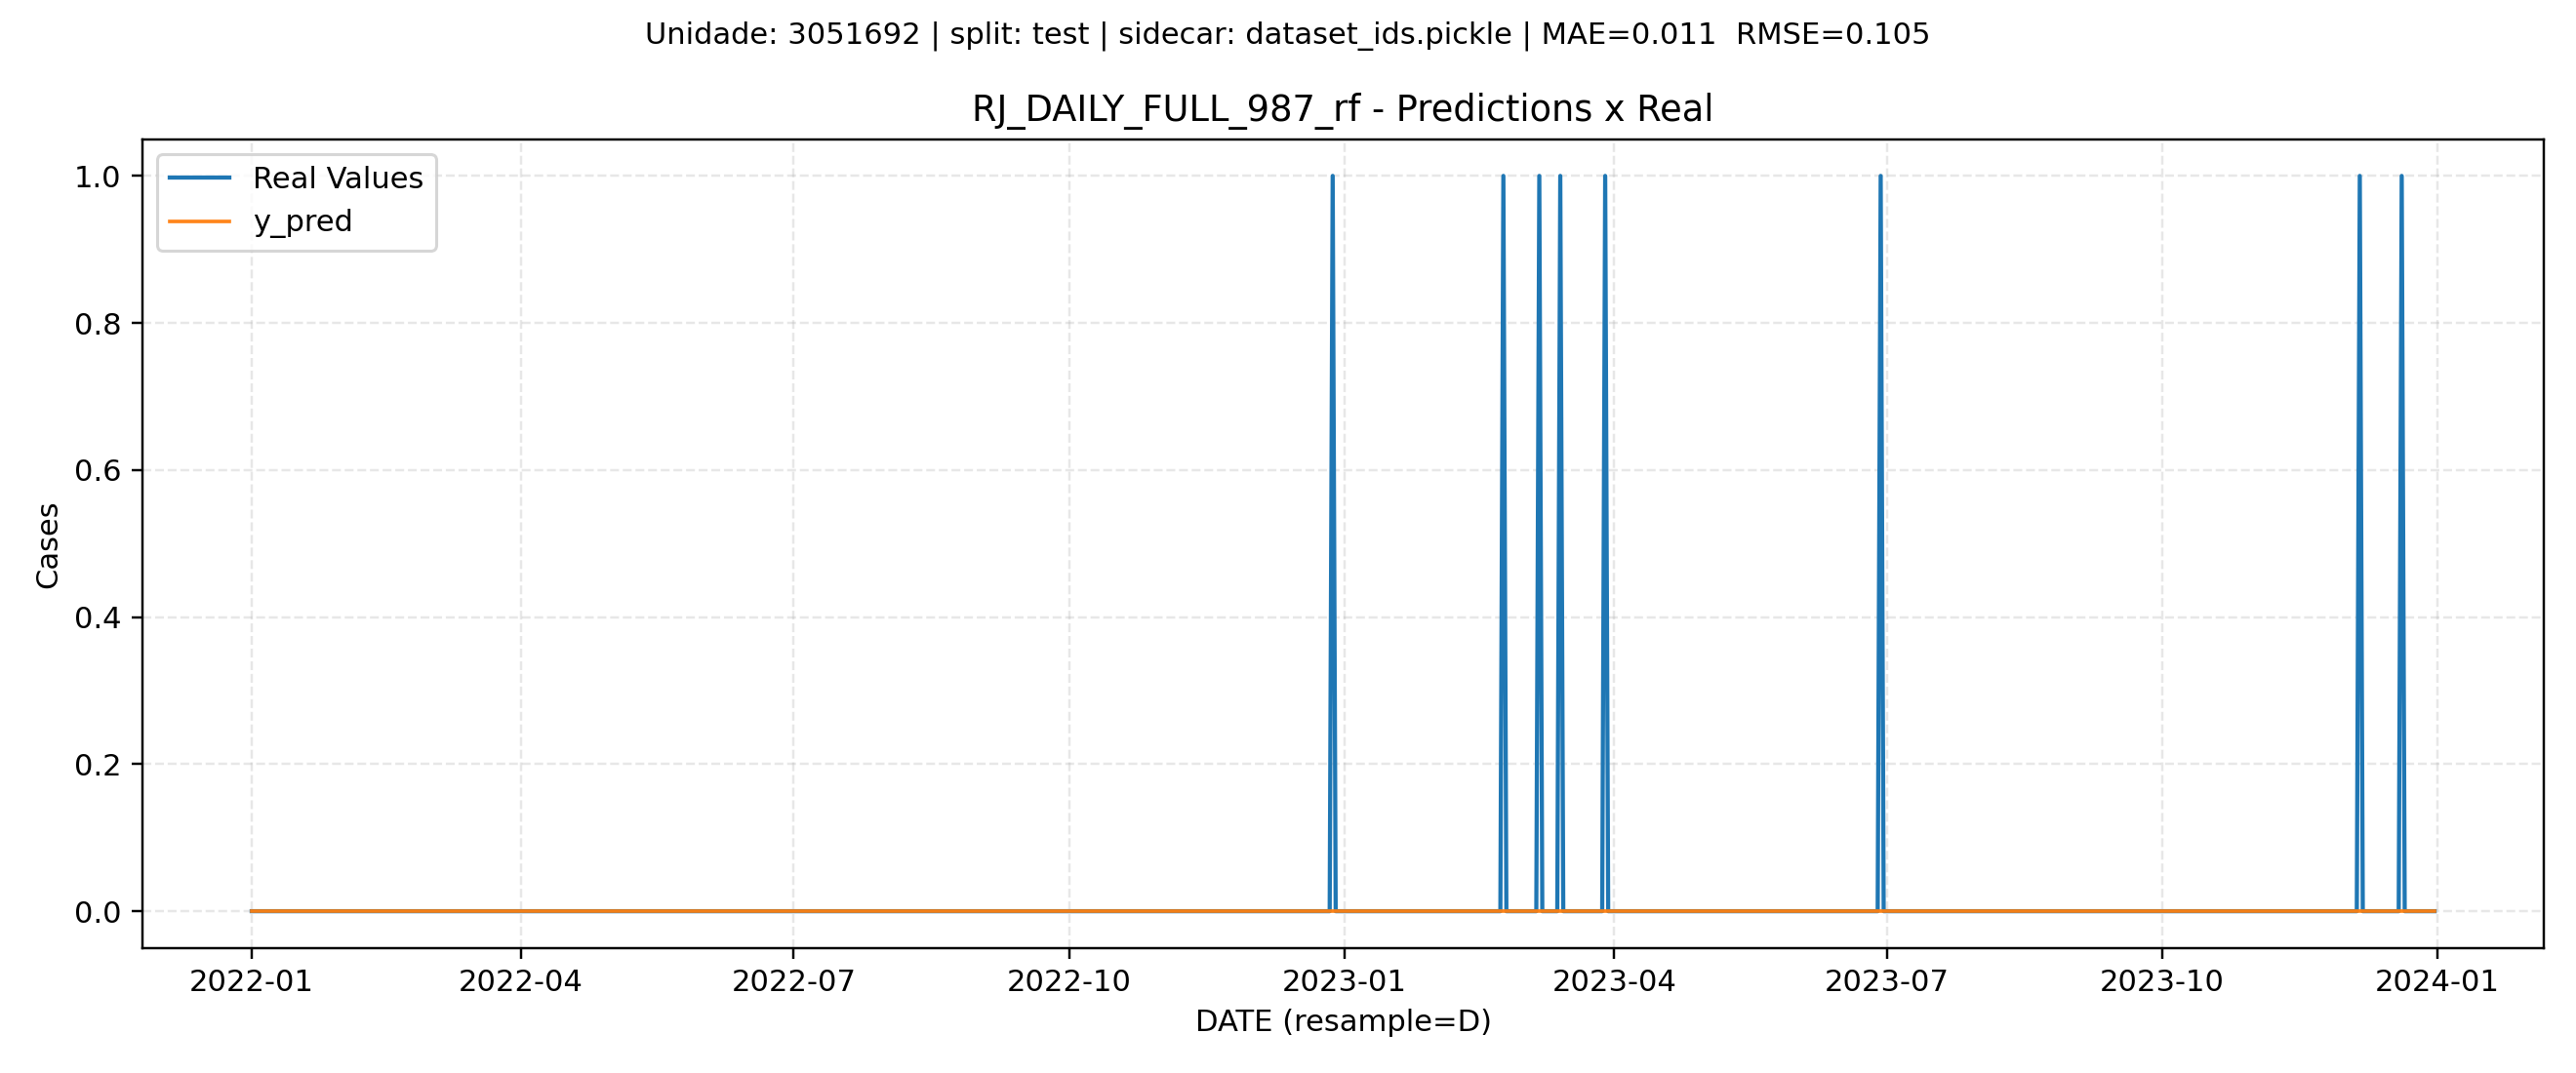 Unidade: 3051692 | split: test | sidecar: dataset_ids.pickle | MAE=0.011  RMSE=0.105
RJ_DAILY_FULL_987_rf - Predictions x Real
Real Values
y_pred
1.0
0.8
0.6
0.4
0.2
0.0
Cases
2022-01 2022-04 2022-07 2022-10 2023-01 2023-04 2023-07 2023-10 2024-01
DATE (resample=D)